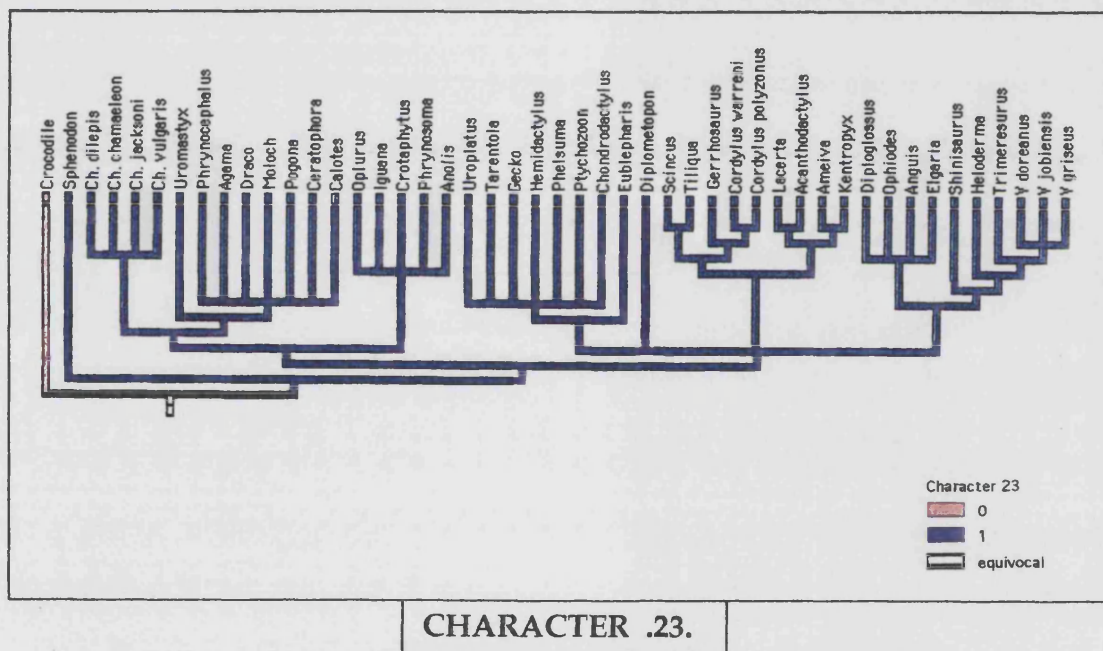 Crocodile
Sphenodon
Ch. dilepis
Ch. chamaeleon
Ch. jacksoni
Ch. vulgaris
Uromastyx
Phrynocephalus
Agama
Draco
Moloch
Pogona
Ceratophora
Calotes
Oplurus
Iguana
Crotaphytus
Phrynosoma
Anolis
Uroplatus
Tarentola
Gecko
Hemidactylus
Phelsuma
Ptychozoon
Chondrodactylus
Eublepharis
Diplometopon
Scincus
Tiliqua
Gerrhosaurus
Cordylus warreni
Cordylus polyzonus
Lacerta
Acanthodactylus
Ameiva
Kentropyx
Diploglossus
Ophiodes
Anguis
Elgaria
Shinisaurus
Heloderma
Trimeresurus
V doreanus
V jobiensis
V griseus
Character 23
0
1
equivocal
CHARACTER .23.